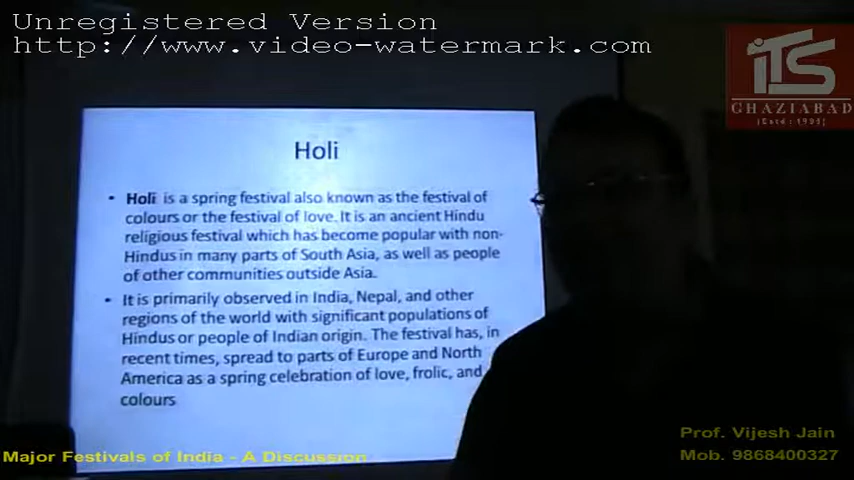 Unregistered Version
http://www.video-watermark.com
ITS
GHAZIABAD
(Estd : 1995)
Holi
• Holi is a spring festival also known as the festival of
colours or the festival of love. It is an ancient Hindu
religious festival which has become popular with non-
Hindus in many parts of South Asia, as well as people
of other communities outside Asia.
• It is primarily observed in India, Nepal, and other
regions of the world with significant populations of
Hindus or people of Indian origin. The festival has, in
recent times, spread to parts of Europe and North
America as a spring celebration of love, frolic, and
colours
Prof. Vijesh Jain
Mob. 9868400327
Major Festivals of India - A Discussion